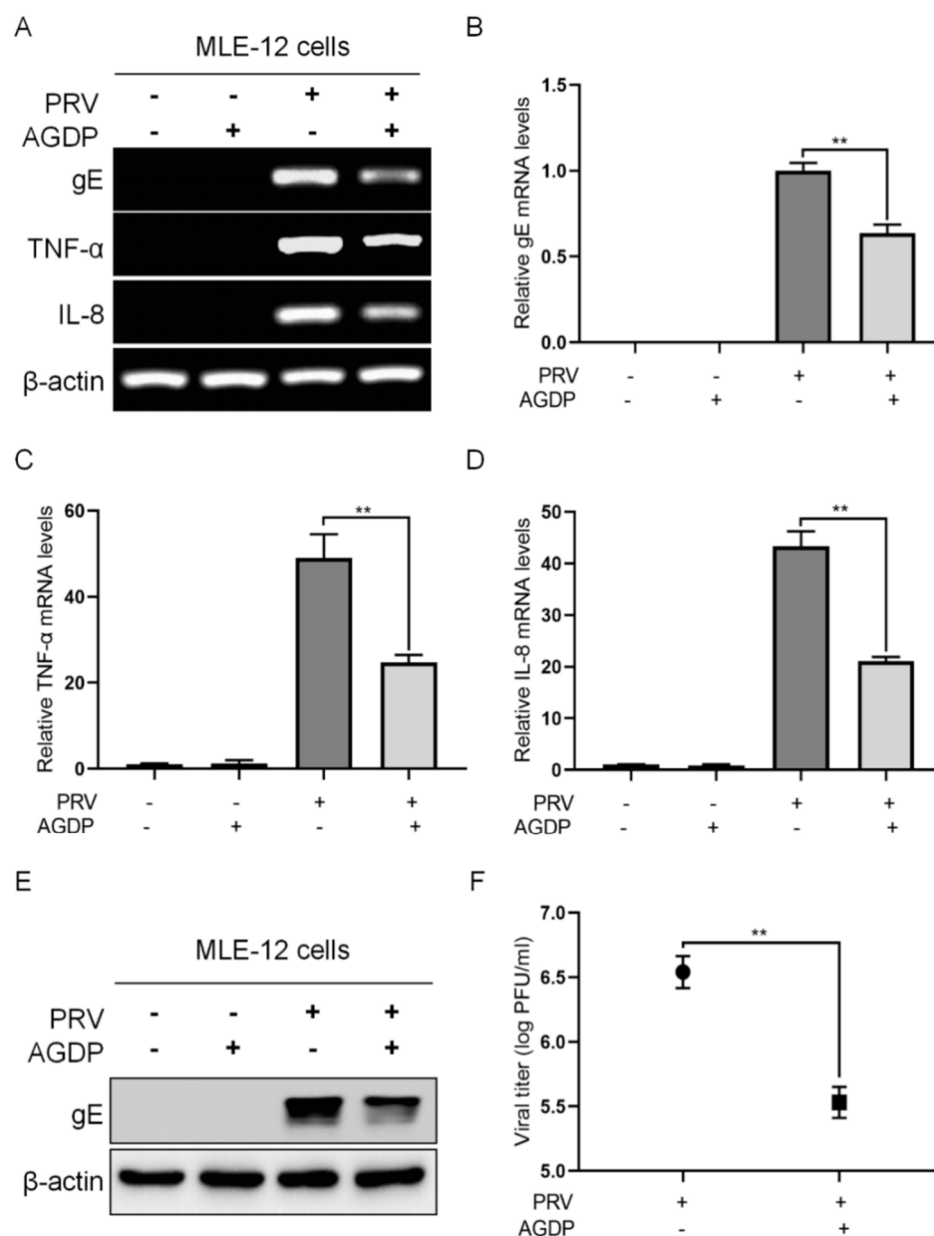 A
MLE-12 cells
PRV - - + +
AGDP - + - +
gE
TNF-α
IL-8
β-actin
B
Relative gE mRNA levels
1.5
1.0
0.5
0.0
**
PRV - - + +
AGDP - + - +
C
Relative TNF-α mRNA levels
60
40
20
0
**
PRV - - + +
AGDP - + - +
D
Relative IL-8 mRNA levels
50
40
30
20
10
0
**
PRV - - + +
AGDP - + - +
E
MLE-12 cells
PRV - - + +
AGDP - + - +
gE
β-actin
F
Viral titer (log PFU/ml)
7.0
6.5
6.0
5.5
5.0
**
PRV + +
AGDP - +